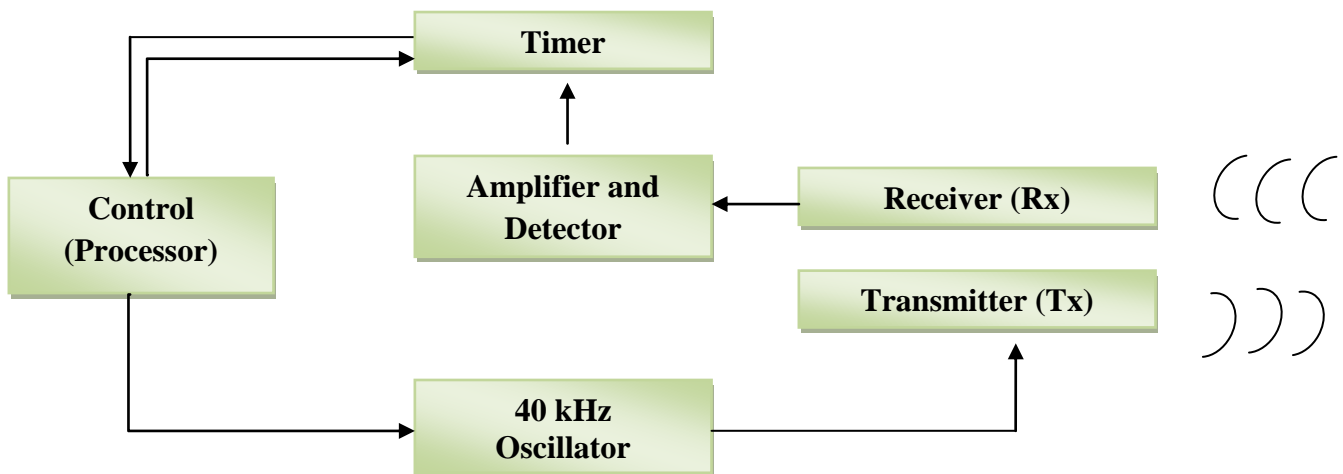 Timer
Control
(Processor)
Amplifier and
Detector
Receiver (Rx)
Transmitter (Tx)
40 kHz
Oscillator